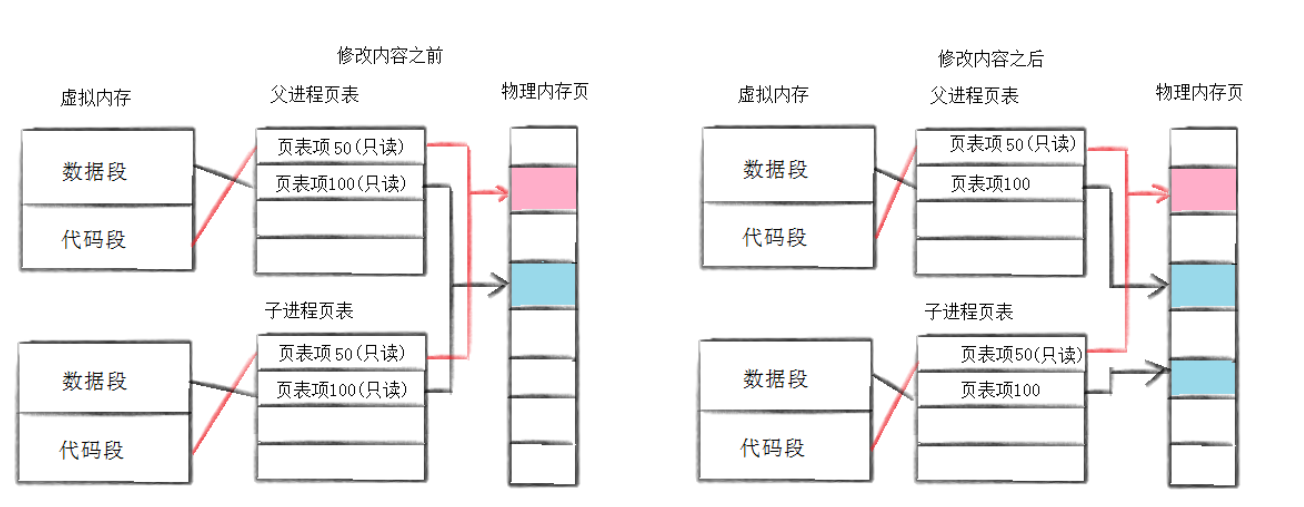 修改内容之前
虚拟内存
父进程页表
物理内存页
数据段
代码段
页表项 50(只读)
页表项100(只读)
子进程页表
数据段
代码段
页表项 50(只读)
页表项100(只读)
修改内容之后
虚拟内存
父进程页表
物理内存页
数据段
代码段
页表项 50(只读)
页表项100
子进程页表
数据段
代码段
页表项50(只读)
页表项100